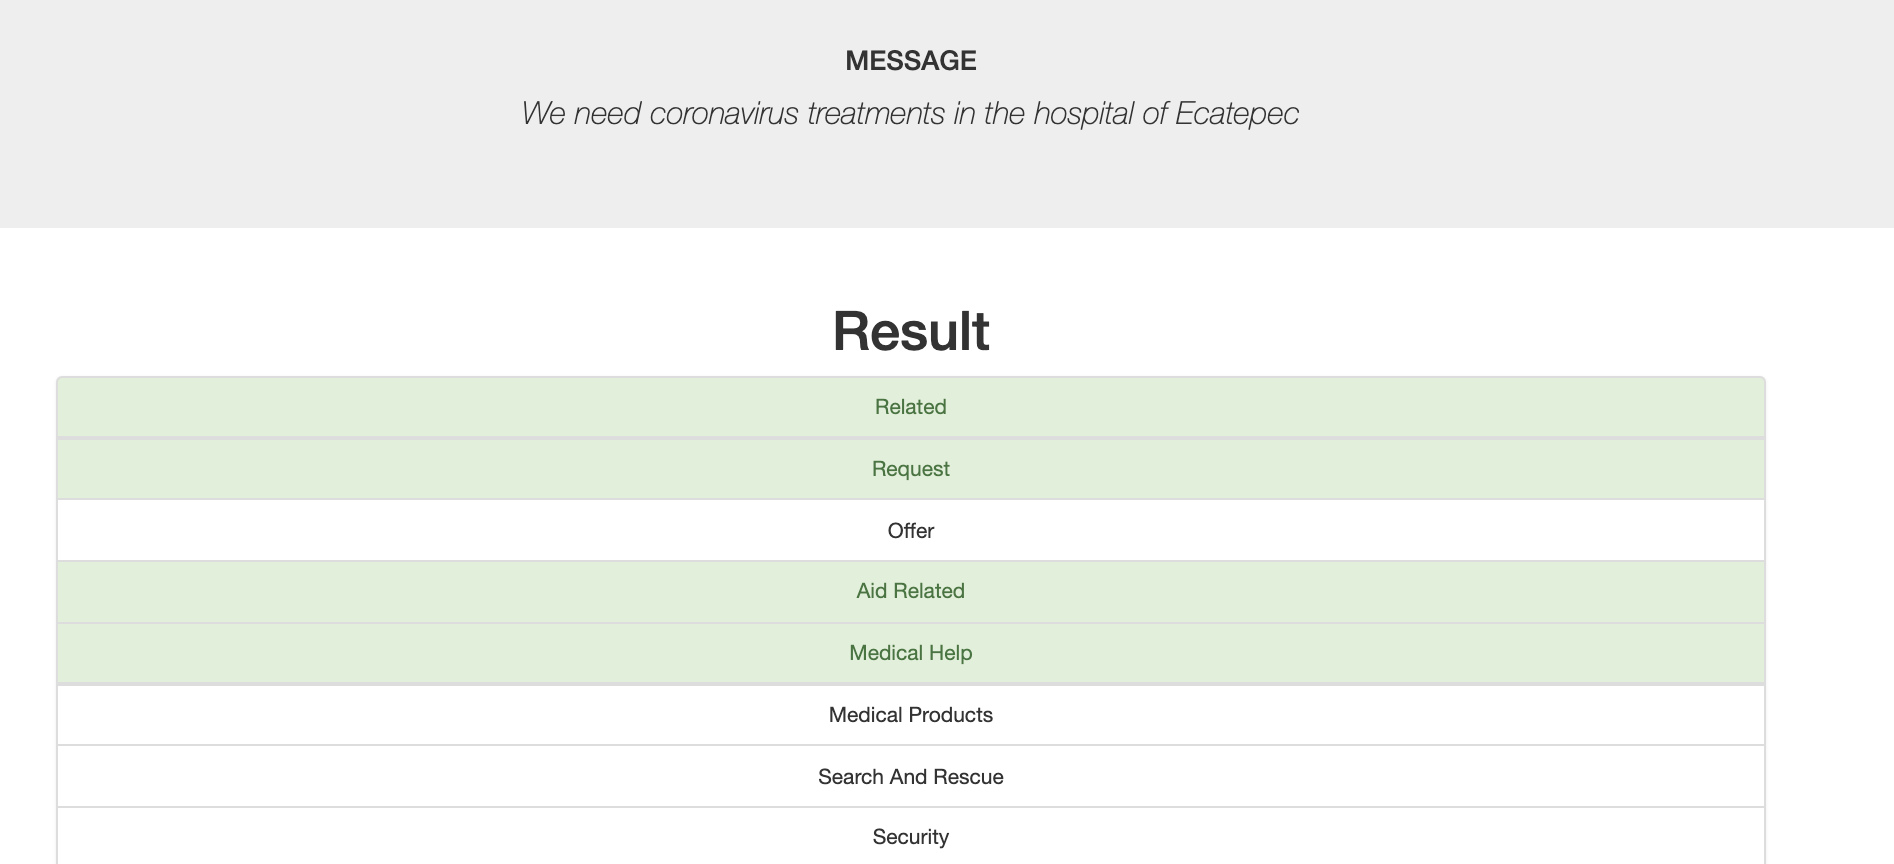 MESSAGE
We need coronavirus treatments in the hospital of Ecatepec
Result
Related
Request
Offer
Aid Related
Medical Help
Medical Products
Search And Rescue
Security